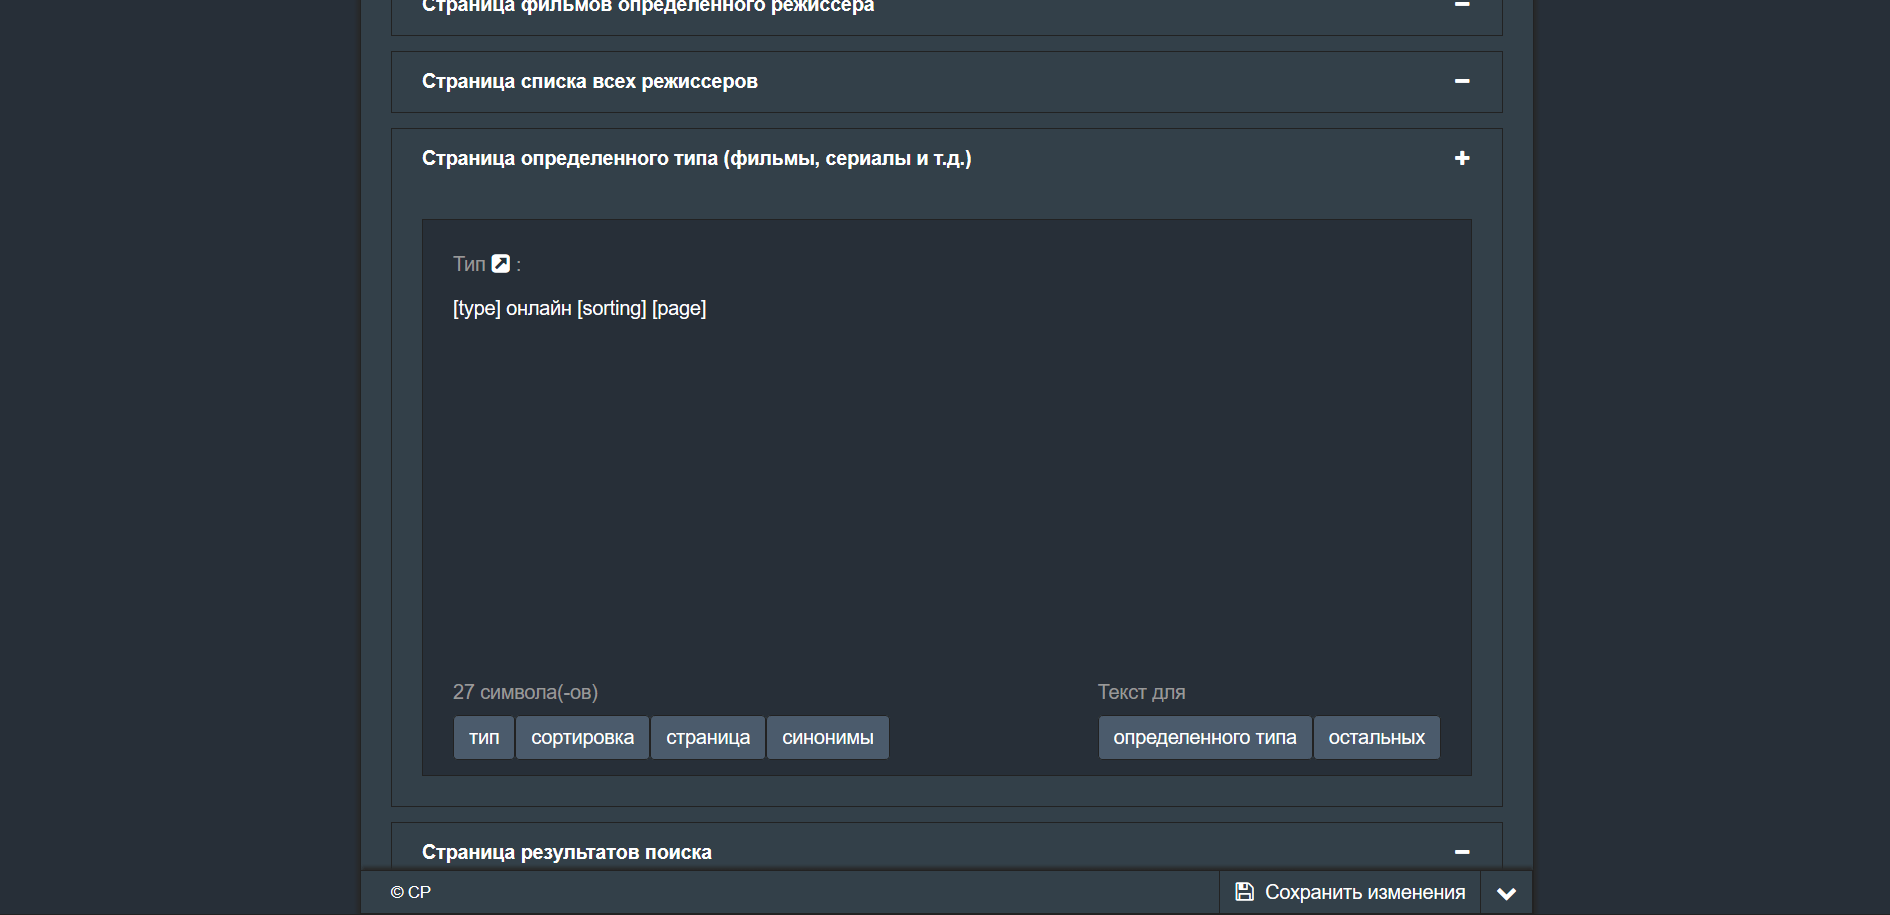 Страница фильмов определенного режиссера
Страница списка всех режиссеров
Страница определенного типа (фильмы, сериалы и т.д.)
Тип :
[type] онлайн [sorting] [page]
27 символа(-ов)
Текст для
тип сортировка страница синонимы
определенного типа остальных
Страница результатов поиска
© CP
Сохранить изменения